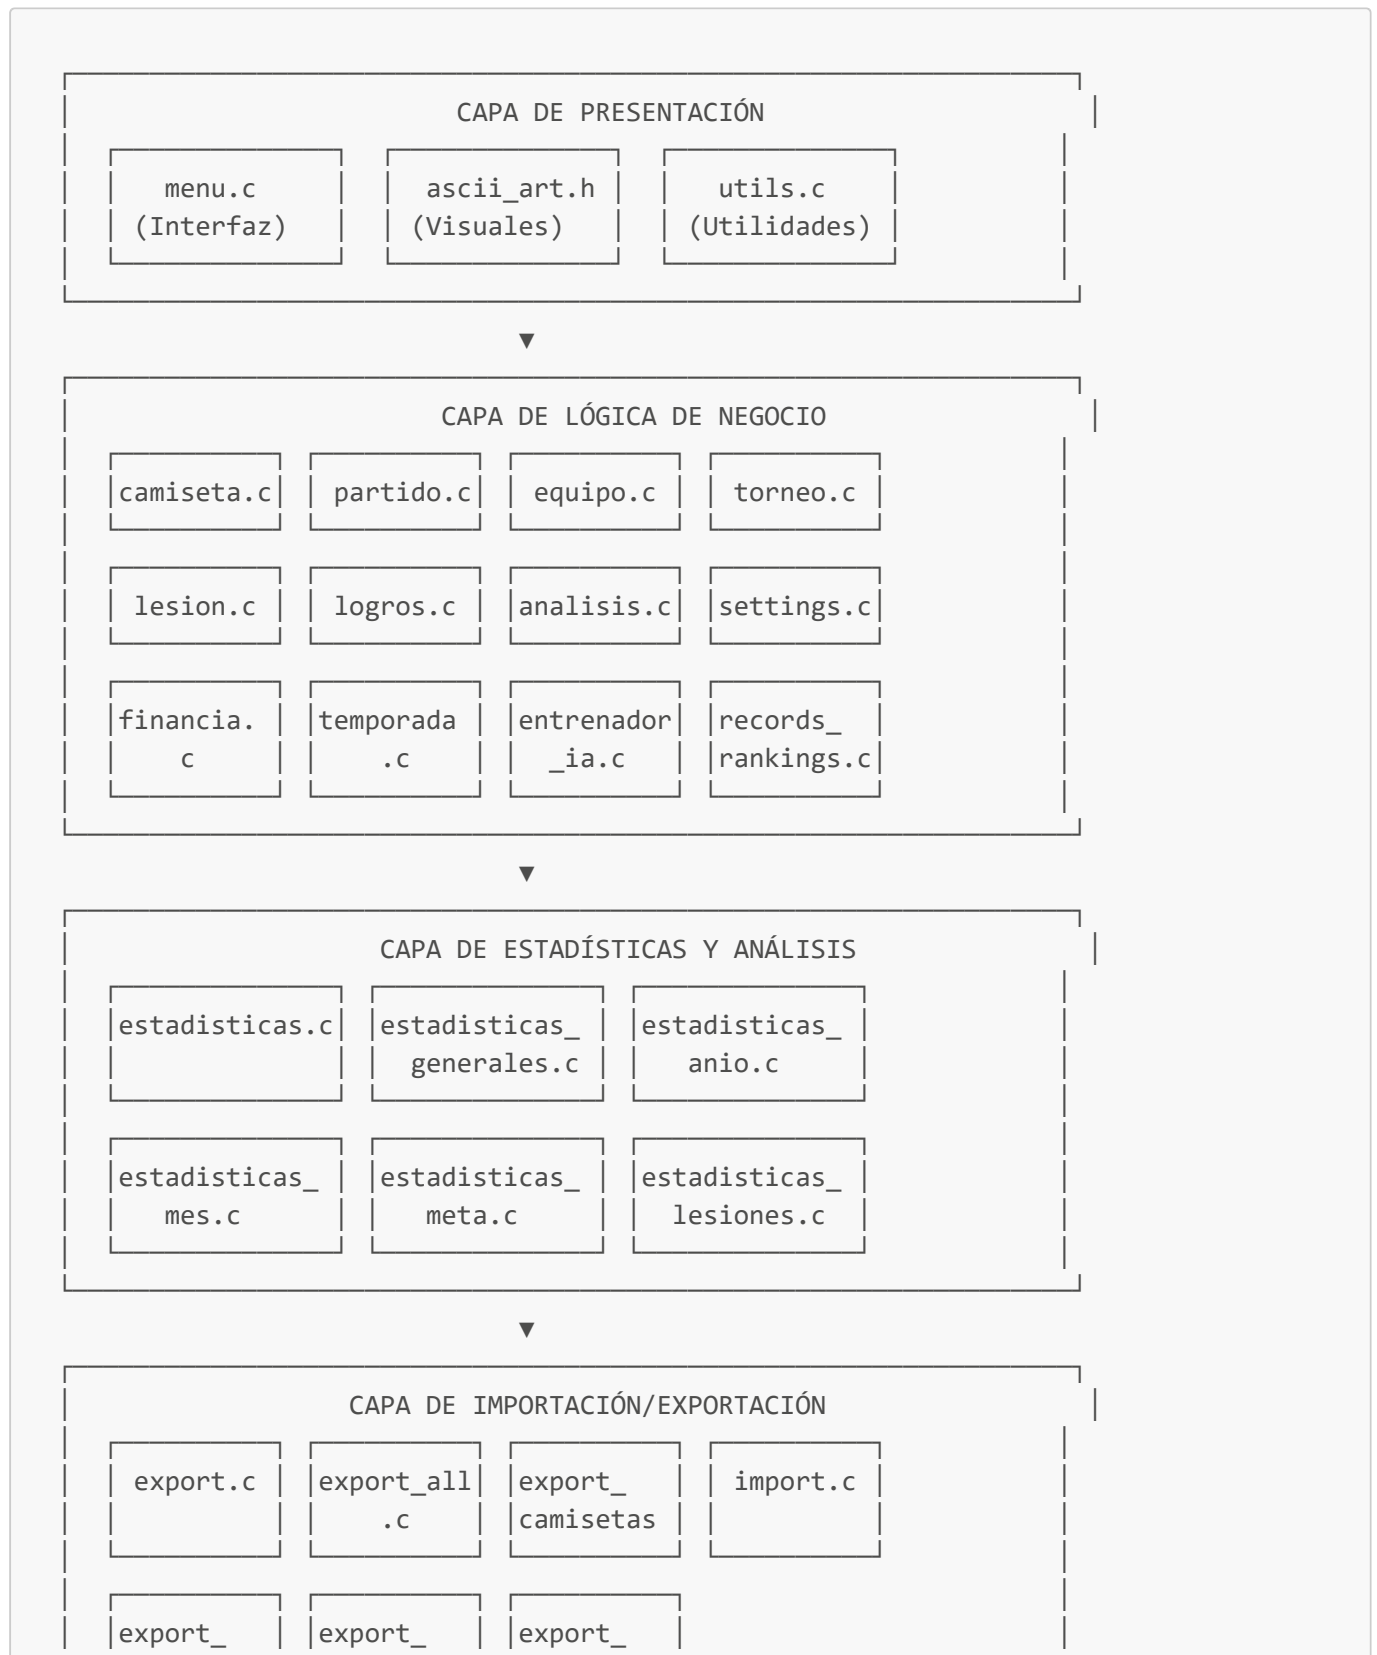 CAPA DE PRESENTACIÓN
menu.c ascii_art.h utils.c
(Interfaz) (Visuales) (Utilidades)
▼
CAPA DE LÓGICA DE NEGOCIO
camiseta.c partido.c equipo.c torneo.c
lesion.c logros.c analisis.c settings.c
financia. temporada entrenador records_
c .c _ia.c rankings.c
▼
CAPA DE ESTADÍSTICAS Y ANÁLISIS
estadisticas.c estadisticas_ estadisticas_
generales.c anio.c
estadisticas_ estadisticas_ estadisticas_
mes.c meta.c lesiones.c
▼
CAPA DE IMPORTACIÓN/EXPORTACIÓN
export.c export_all export_ import.c
.c camisetas
export_ export_ export_